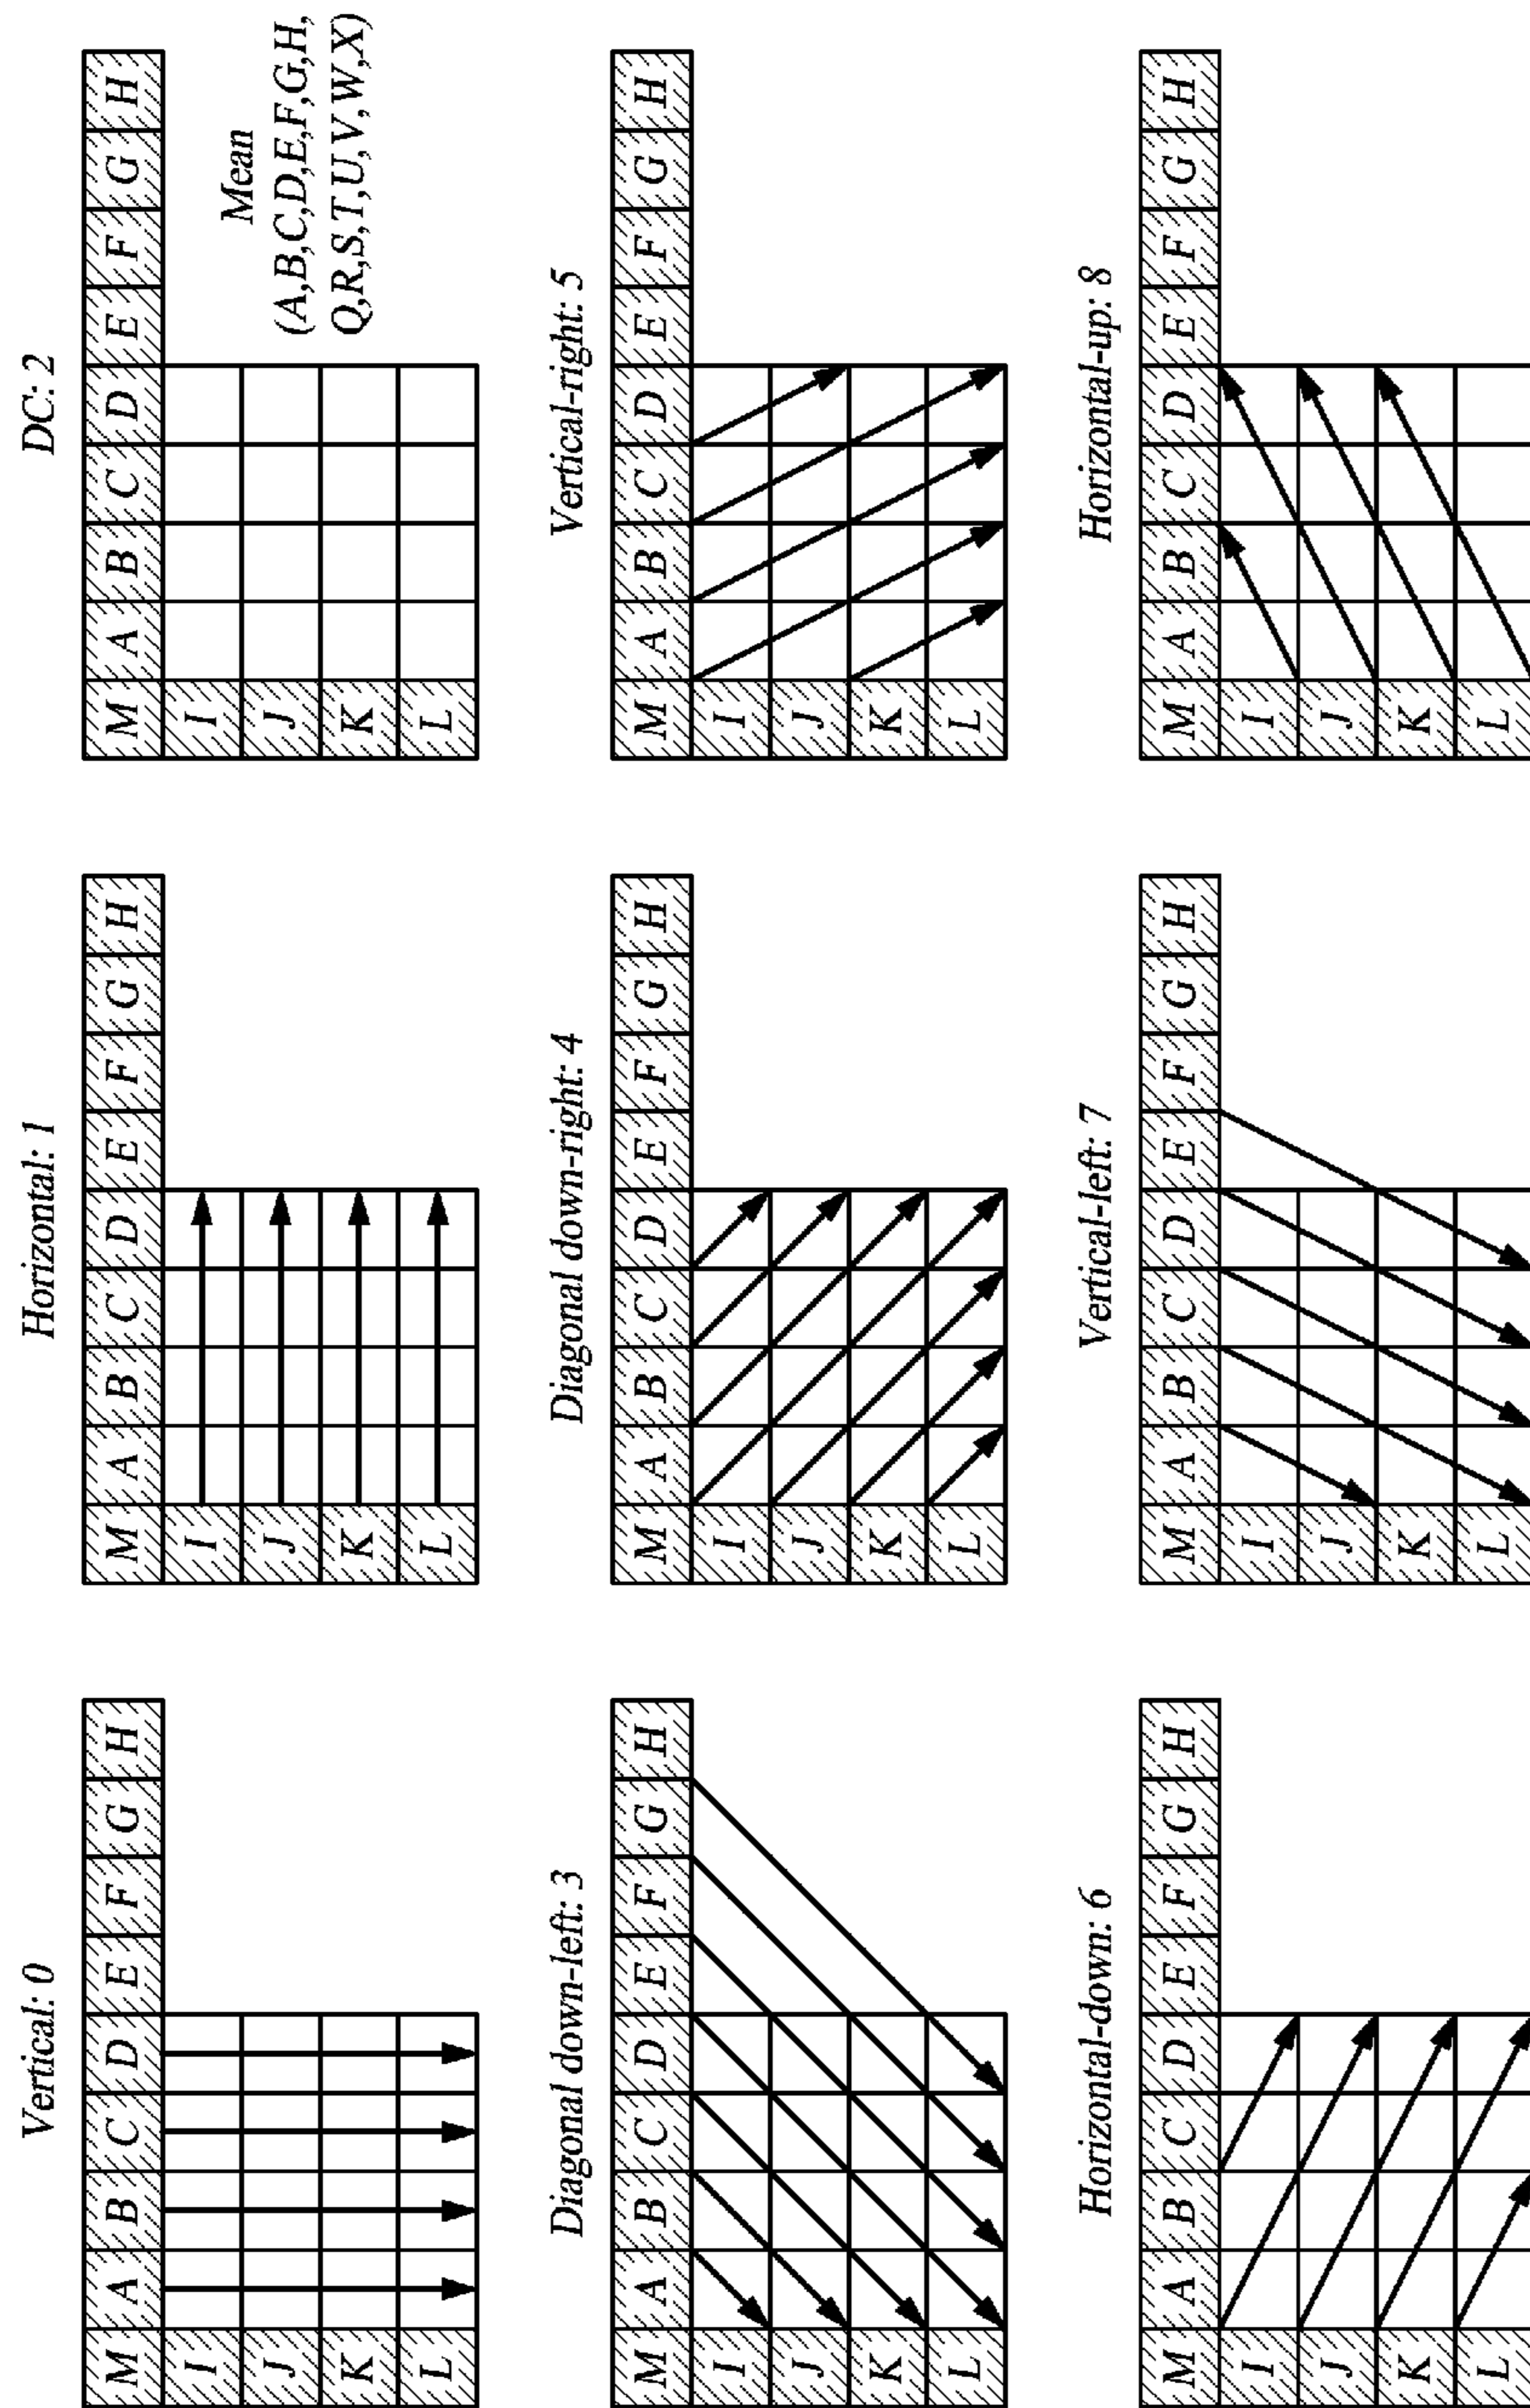 Vertical: 0
M A B C D E F G H
I
J
K
L
Horizontal: 1
M A B C D E F G H
I
J
K
L
DC: 2
M A B C D E F G H
I
J
K
L
Mean
(A,B,C,D,E,F,G,H,
Q,R,S,T,U,V,W,X)
Diagonal down-left: 3
M A B C D E F G H
I
J
K
L
Diagonal down-right: 4
M A B C D E F G H
I
J
K
L
Vertical-right: 5
M A B C D E F G H
I
J
K
L
Horizontal-down: 6
M A B C D E F G H
I
J
K
L
Vertical-left: 7
M A B C D E F G H
I
J
K
L
Horizontal-up: 8
M A B C D E F G H
I
J
K
L